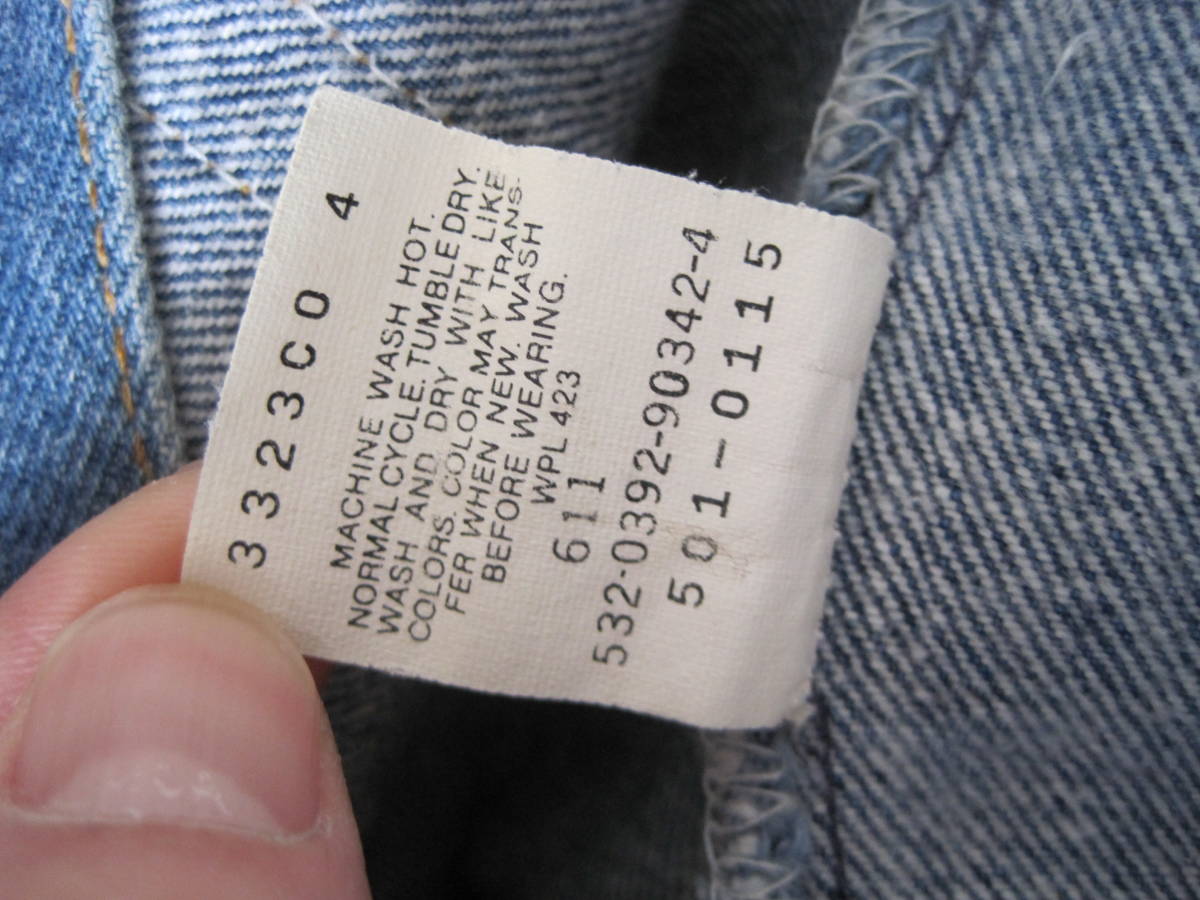 3323C0 4
MACHINE WASH HOT.
NORMAL CYCLE. TUMBLE DRY.
WASH AND DRY WITH LIKE
COLORS. COLOR MAY TRANS-
FER WHEN NEW. WASH
BEFORE WEARING.
WPL 423
611
532-0392-90342-4
501-0115